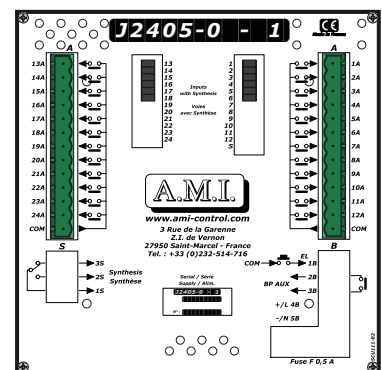 J2405-0 - 1
CE
Made in France
A
A
13A
14A
15A
16A
17A
18A
19A
20A
21A
22A
23A
24A
COM
13
14
15
16
17
18
19
20
21
22
23
24
Inputs
with Synthesis
Voies
avec Synthèse
1
2
3
4
5
6
7
8
9
10
11
12
S
1A
2A
3A
4A
5A
6A
7A
8A
9A
10A
11A
12A
COM
A.M.I.
www.ami-control.com
3 Rue de la Garenne
Z.I. de Vernon
27950 Saint-Marcel - France
Tel. : +33 (0)232-514-716
S
3S
2S
1S
Synthesis
Synthèse
Serial / Série
Supply / Alim.
J2405-0 - 1
N° :
B
COM
EL
1B
2B
BP AUX
3B
+/L 4B
-/N 5B
Fuse F 0,5 A
SCU111-02